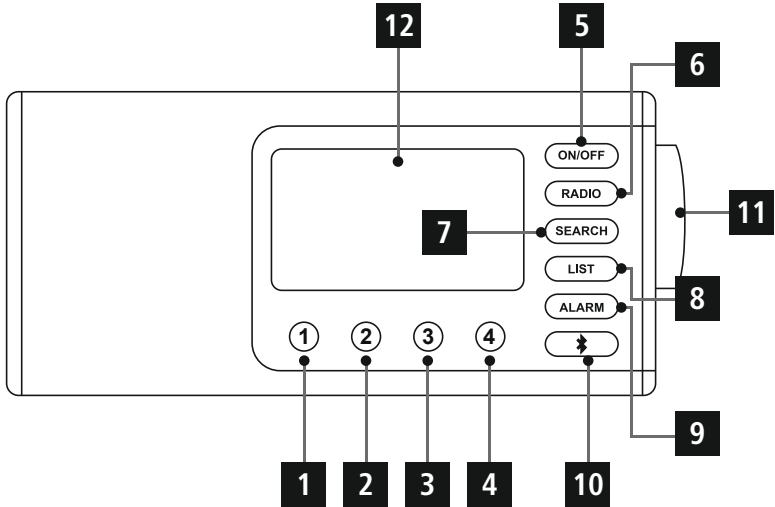 12
5
6
ON/OFF
RADIO
7
SEARCH
11
LIST
8
ALARM
1 2 3 4
9
1 2 3 4 10